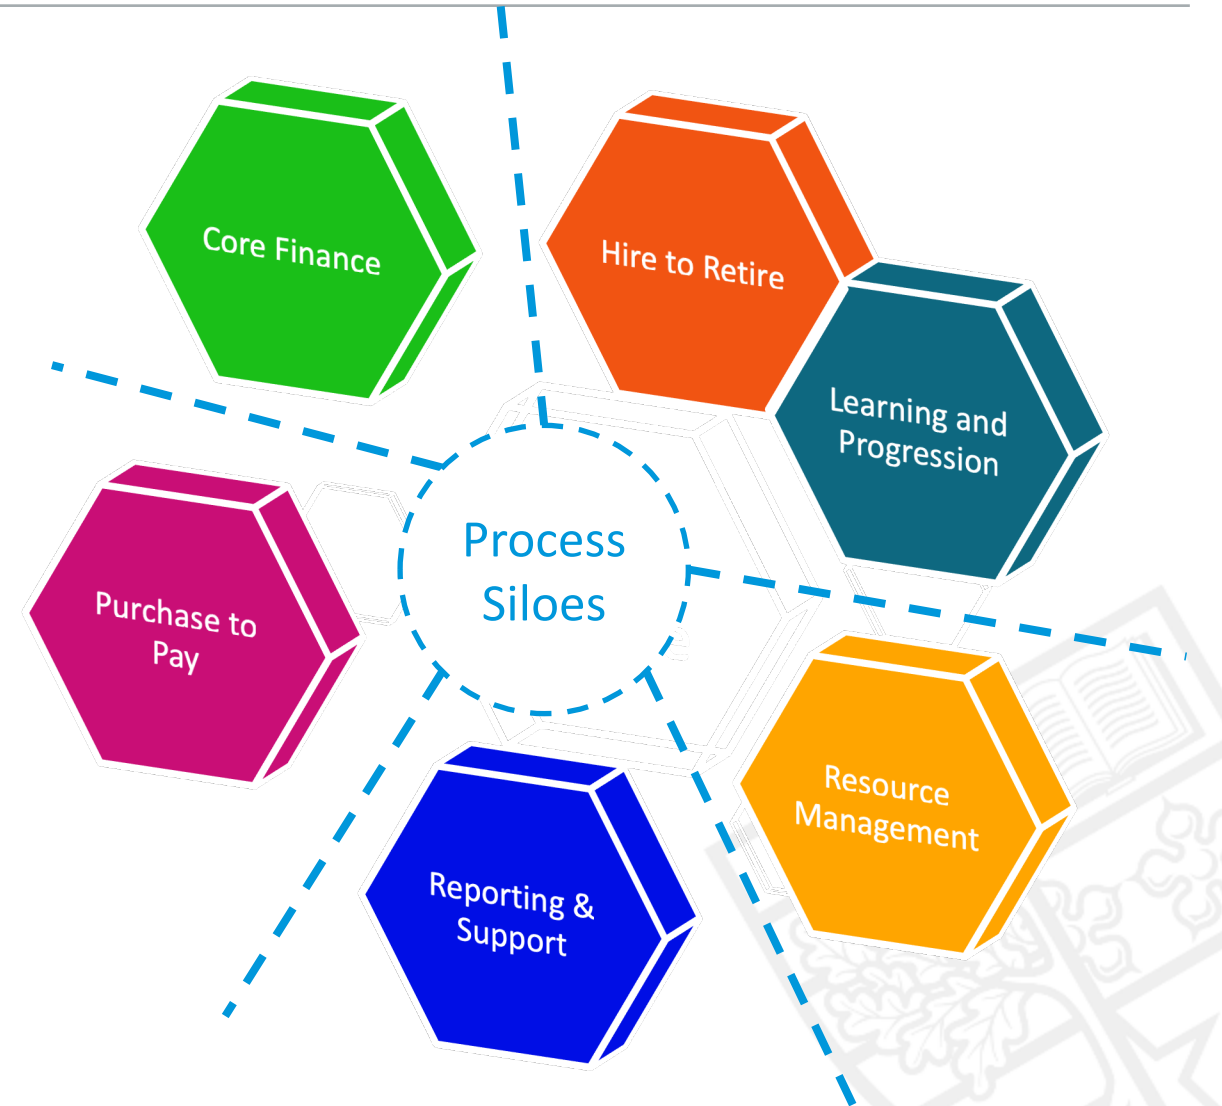 Core Finance
Hire to Retire
Learning and
Progression
Process
Siloes
Purchase to
Pay
Resource
Management
Reporting &
Support